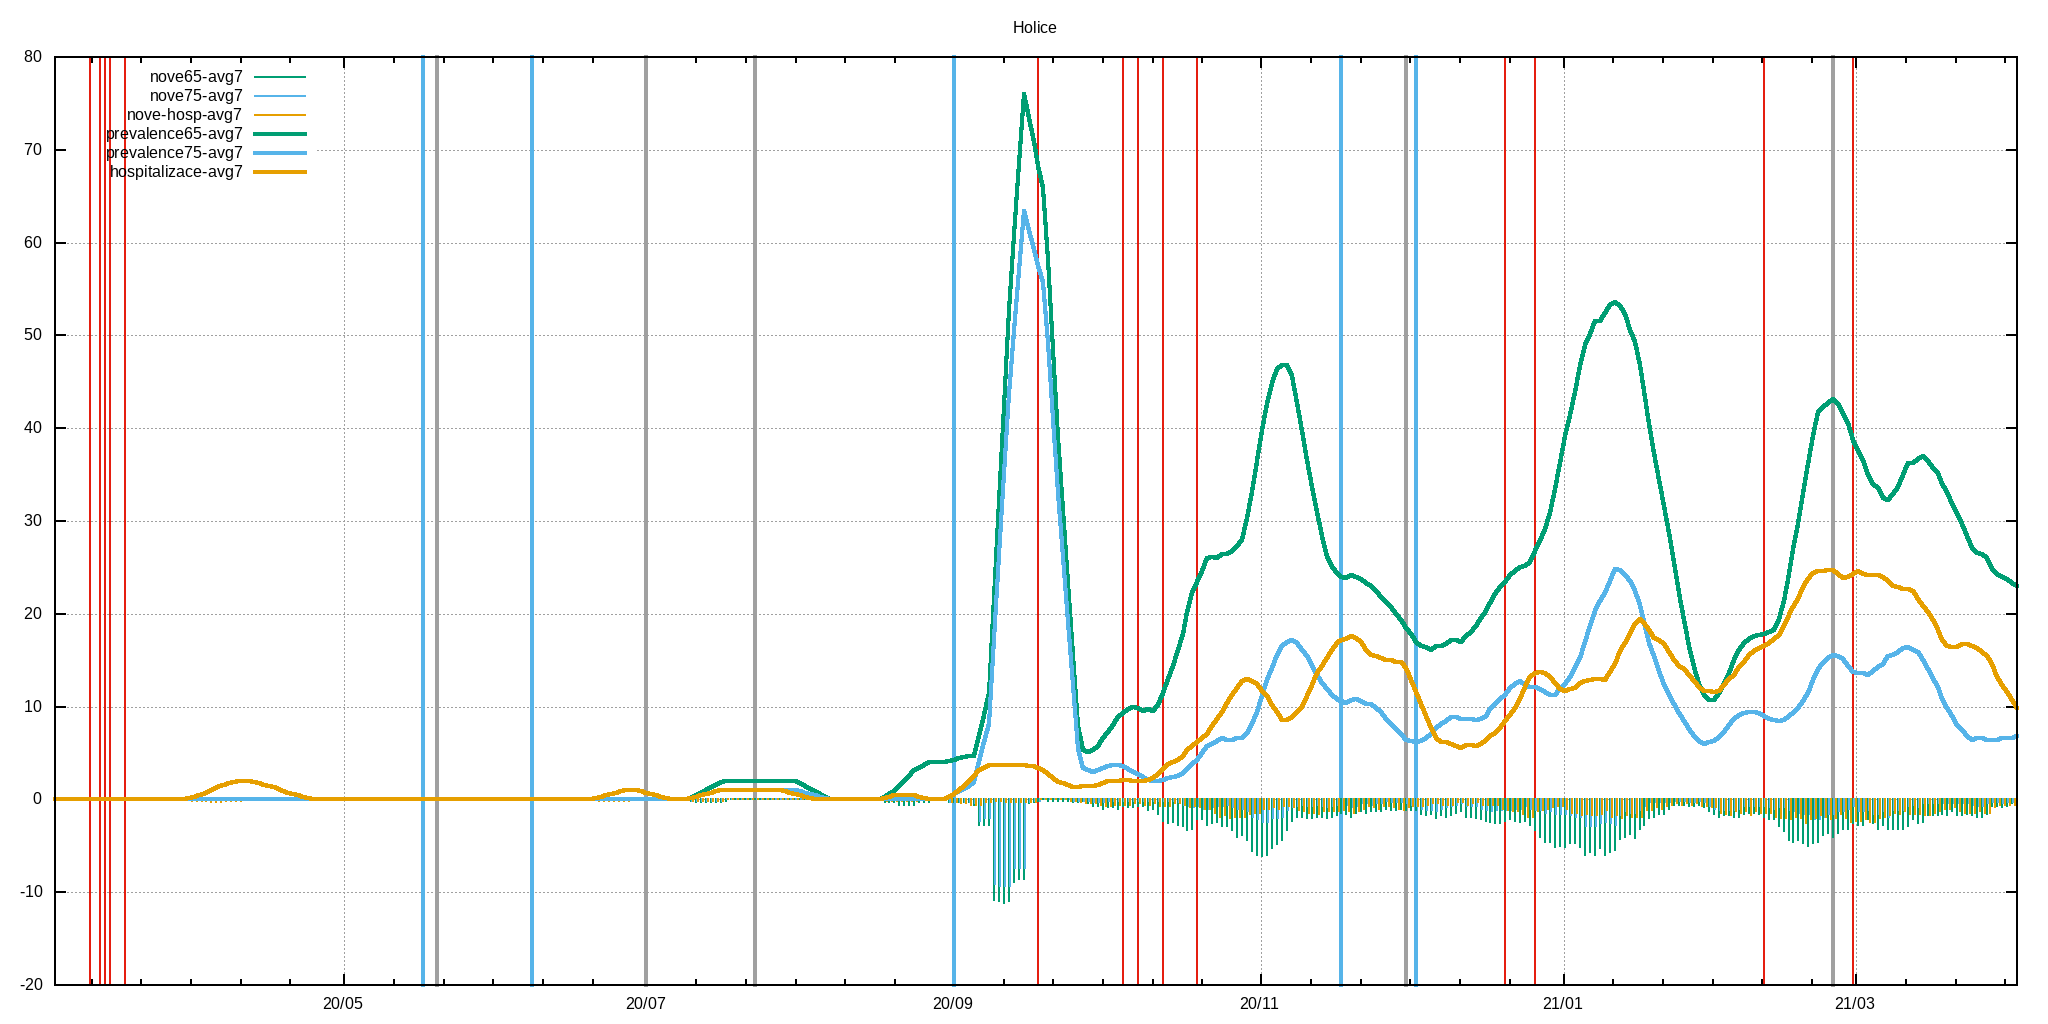 Holice
80
70
60
50
40
30
20
10
0
-10
-20
nove65-avg7
nove75-avg7
nove-hosp-avg7
prevalence65-avg7
prevalence75-avg7
hospitalizace-avg7
20/05 20/07 20/09 20/11 21/01 21/03